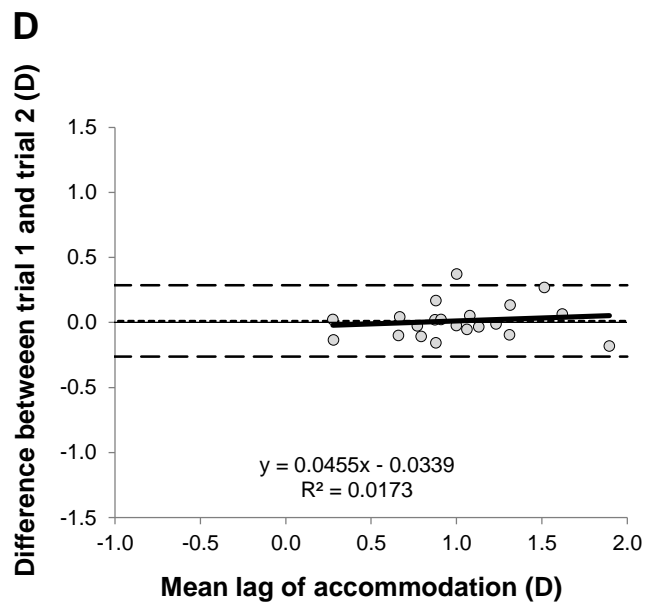 D
Difference betweeen trial 1 and trial 2 (D)
1.5
1.0
0.5
0.0
-0.5
-1.0
-1.5
y = 0.0455x - 0.0339
R² = 0.0173
-1.0 -0.5 0.0 0.5 1.0 1.5 2.0
Mean lag of accommodation (D)